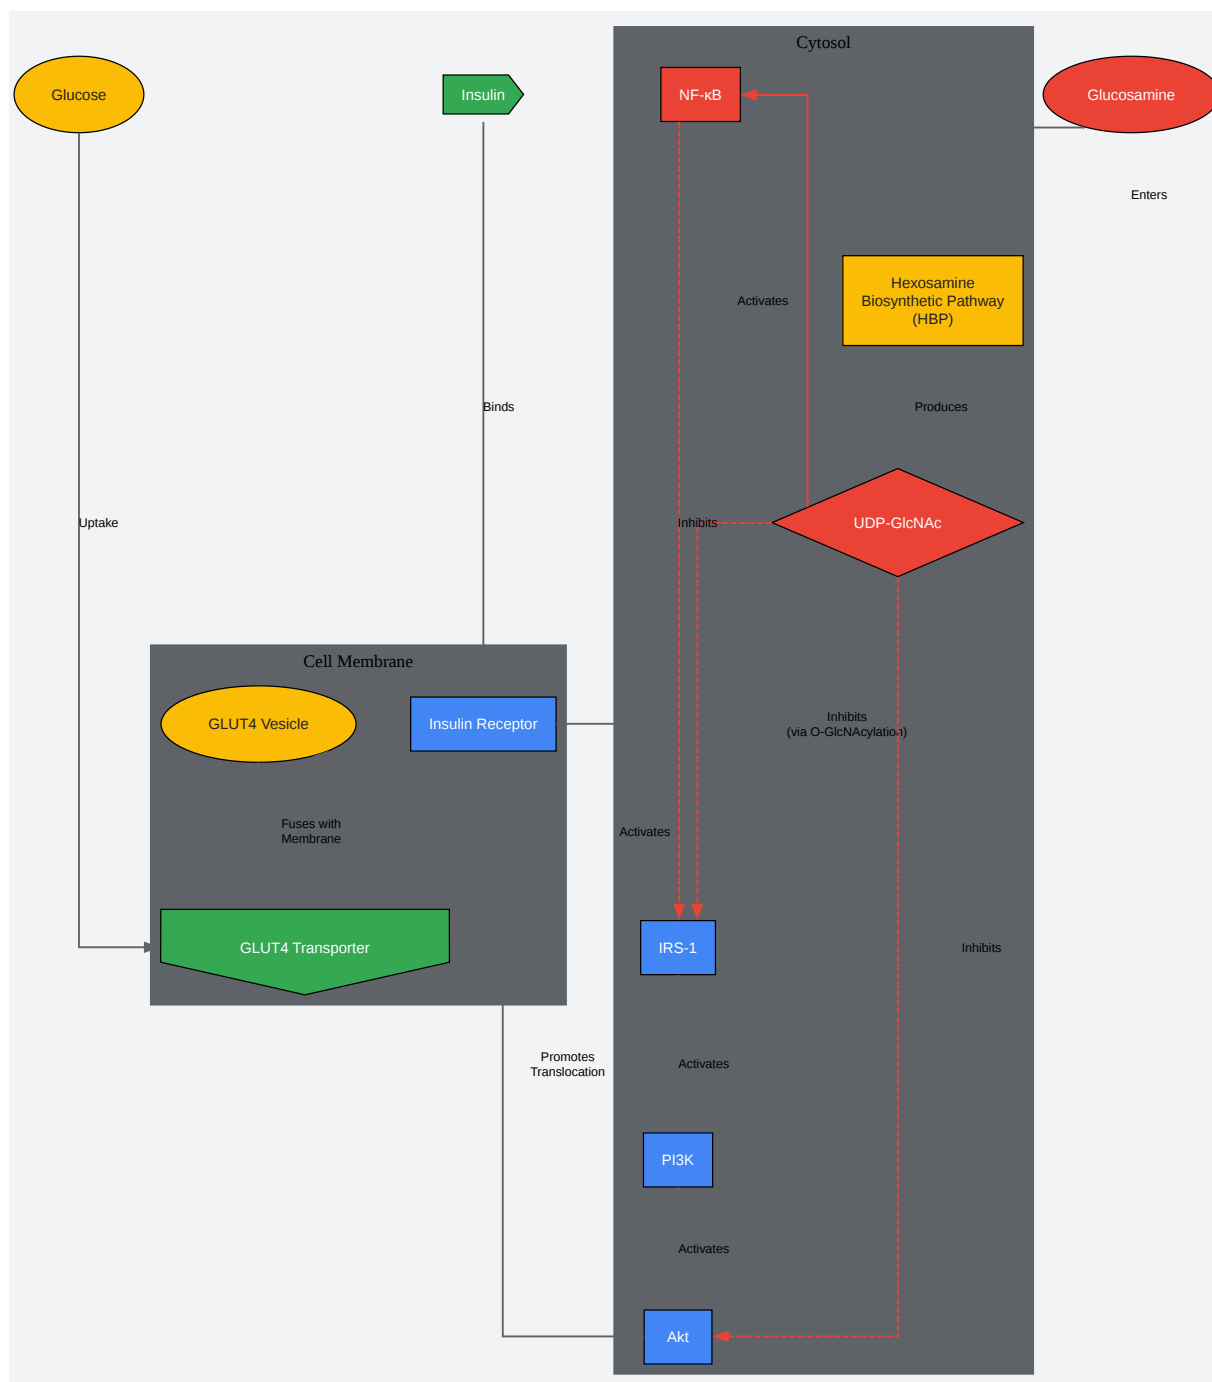 Cytosol
Glucose
Insulin
NF-κB
Glucosamine
Enters
Hexosamine
Biosynthetic Pathway
(HBP)
Activates
Binds
Produces
Uptake
Inhibits
UDP-GlcNAc
Cell Membrane
GLUT4 Vesicle
Insulin Receptor
Inhibits
(via O-GlcNAcylation)
Fuses with
Membrane
Activates
GLUT4 Transporter
IRS-1
Inhibits
Promotes
Translocation
Activates
PI3K
Activates
Akt